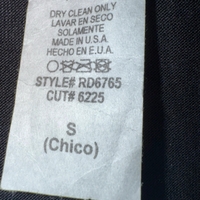 DRY CLEAN ONLY
LAVAR EN SECO
SOLAMENTE
MADE IN U.S.A.
HECHO EN E.U.A.
STYLE# RD6765
CUT# 6225
S
(Chico)